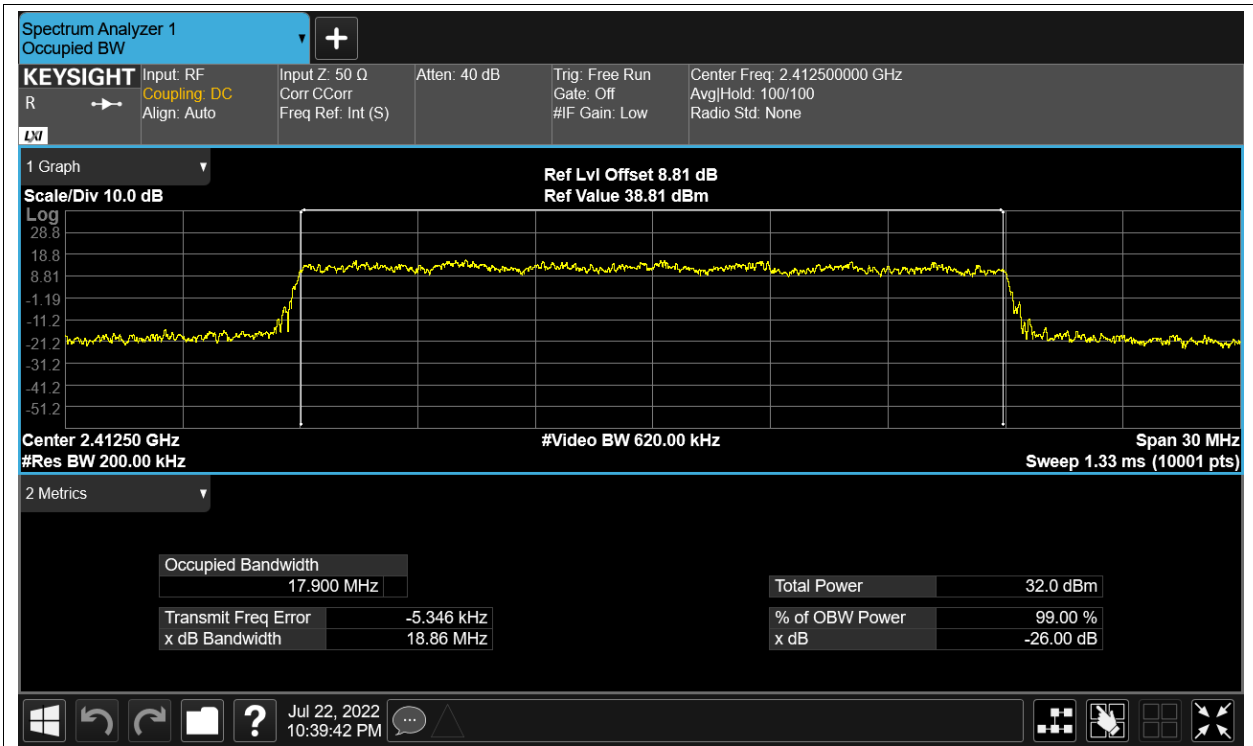 Spectrum Analyzer 1
Occupied BW
KEYSIGHT
R
LXI
Input: RF
Coupling: DC
Align: Auto
Input Z: 50 Ω
Corr CCorr
Freq Ref: Int (S)
Atten: 40 dB
Trig: Free Run
Gate: Off
#IF Gain: Low
Center Freq: 2.412500000 GHz
Avg|Hold: 100/100
Radio Std: None
1 Graph
Scale/Div 10.0 dB
Ref Lvl Offset 8.81 dB
Ref Value 38.81 dBm
Log
28.8
18.8
8.81
-1.19
-11.2
-21.2
-31.2
-41.2
-51.2
Center 2.41250 GHz
#Video BW 620.00 kHz
Span 30 MHz
#Res BW 200.00 kHz
Sweep 1.33 ms (10001 pts)
2 Metrics
Occupied Bandwidth
17.900 MHz
Total Power 32.0 dBm
Transmit Freq Error -5.346 kHz
% of OBW Power 99.00 %
x dB Bandwidth 18.86 MHz
x dB -26.00 dB
?
Jul 22, 2022
10:39:42 PM